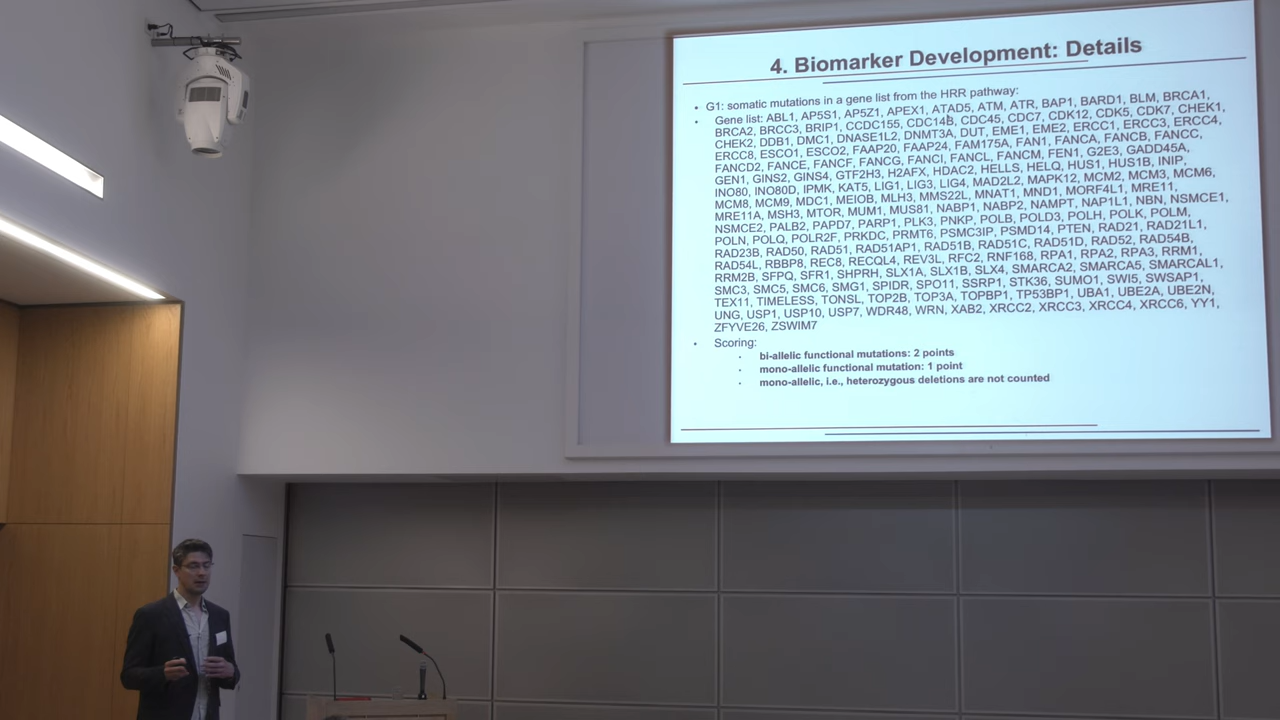 4. Biomarker Development: Details
• G1: somatic mutations in a gene list from the HRR pathway:
• Gene list: ABL1, AP5S1, AP5Z1, APEX1, ATAD5, ATM, ATR, BAP1, BARD1, BLM, BRCA1,
BRCA2, BRCC3, BRIP1, CCDC155, CDC14B, CDC45, CDC7, CDK12, CDK5, CDK7, CHEK1,
CHEK2, DDB1, DMC1, DNASE1L2, DNMT3A, DUT, EME1, EME2, ERCC1, ERCC3, ERCC4,
ERCC8, ESCO1, ESCO2, FAAP20, FAAP24, FAM175A, FAN1, FANCA, FANCB, FANCC,
FANCD2, FANCE, FANCF, FANCG, FANCI, FANCL, FANCM, FEN1, G2E3, GADD45A,
GEN1, GINS2, GINS4, GTF2H3, H2AFX, HDAC2, HELLS, HELQ, HUS1, HUS1B, INIP,
INO80, INO80D, IPMK, KAT5, LIG1, LIG3, LIG4, MAD2L2, MAPK12, MCM2, MCM3, MCM6,
MCM8, MCM9, MDC1, MEIOB, MLH3, MMS22L, MNAT1, MND1, MORF4L1, MRE11,
MRE11A, MSH3, MTOR, MUM1, MUS81, NABP1, NABP2, NAMPT, NAP1L1, NBN, NSMCE1,
NSMCE2, PALB2, PAPD7, PARP1, PLK3, PNKP, POLB, POLD3, POLH, POLK, POLM,
POLN, POLQ, POLR2F, PRKDC, PRMT6, PSMC3IP, PSMD14, PTEN, RAD21, RAD21L1,
RAD23B, RAD50, RAD51, RAD51AP1, RAD51B, RAD51C, RAD51D, RAD52, RAD54B,
RAD54L, RBBP8, REC8, RECQL4, REV3L, RFC2, RNF168, RPA1, RPA2, RPA3, RRM1,
RRM2B, SFPQ, SFR1, SHPRH, SLX1A, SLX1B, SLX4, SMARCA2, SMARCA5, SMARCAL1,
SMC3, SMC5, SMC6, SMG1, SPIDR, SPO11, SSRP1, STK36, SUMO1, SWI5, SWSAP1,
TEX11, TIMELESS, TONSL, TOP2B, TOP3A, TOPBP1, TP53BP1, UBA1, UBE2A, UBE2N,
UNG, USP1, USP10, USP7, WDR48, WRN, XAB2, XRCC2, XRCC3, XRCC4, XRCC6, YY1,
ZFYVE26, ZSWIM7
• Scoring:
• bi-allelic functional mutations: 2 points
• mono-allelic functional mutation: 1 point
• mono-allelic, i.e., heterozygous deletions are not counted